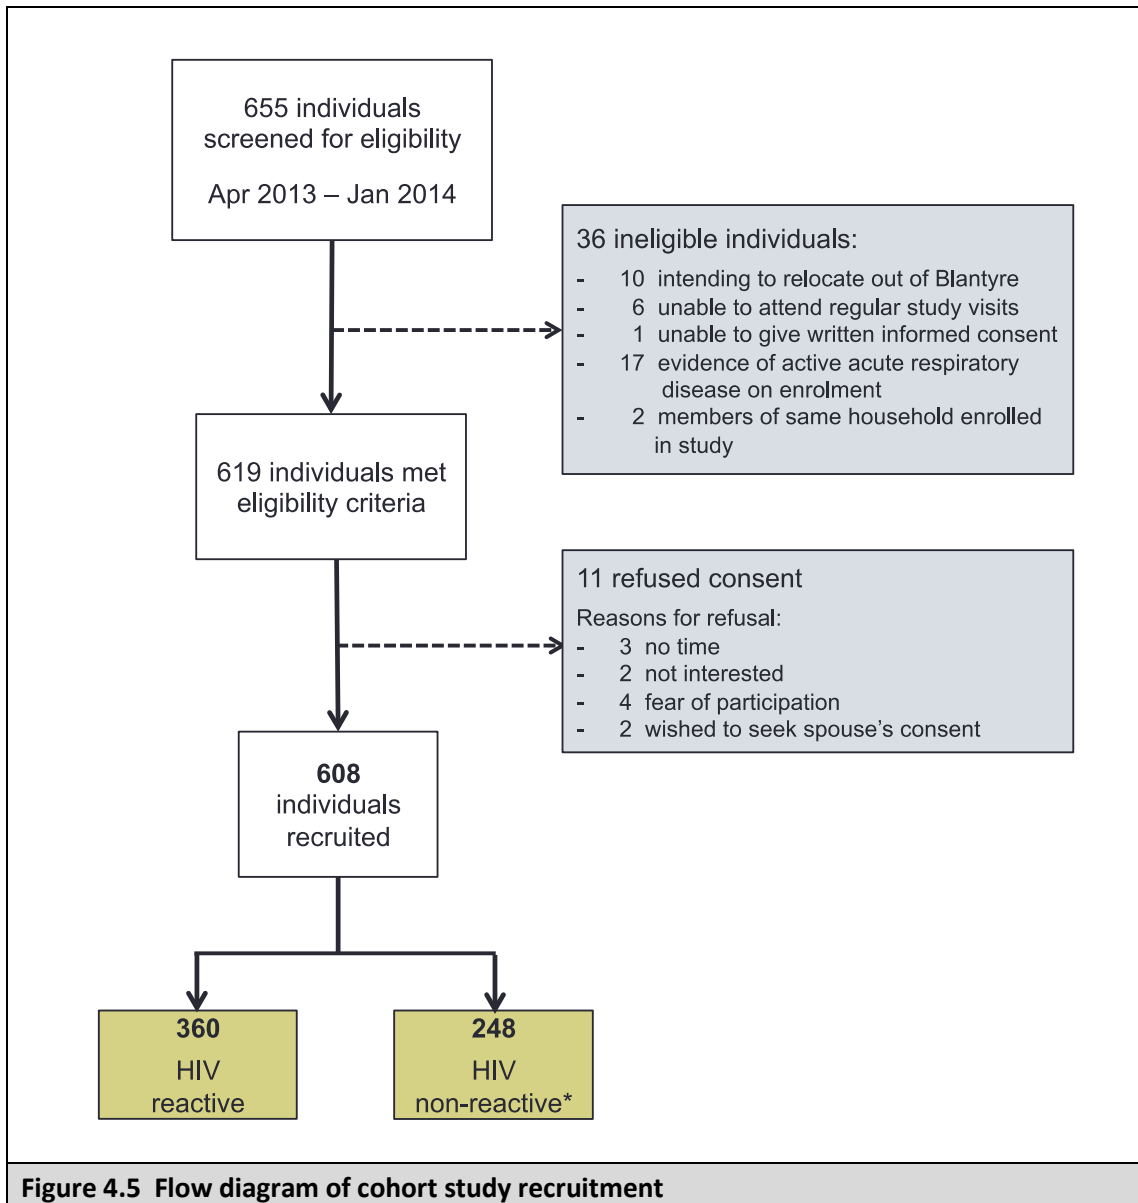 655 individuals
screened for eligibility
Apr 2013 – Jan 2014
36 ineligible individuals:
- 10 intending to relocate out of Blantyre
- 6 unable to attend regular study visits
- 1 unable to give written informed consent
- 17 evidence of active acute respiratory
disease on enrolment
- 2 members of same household enrolled
in study
619 individuals met
eligibility criteria
11 refused consent
Reasons for refusal:
- 3 no time
- 2 not interested
- 4 fear of participation
- 2 wished to seek spouse’s consent
608
individuals
recruited
360
HIV
reactive
248
HIV
non-reactive*
Figure 4.5 Flow diagram of cohort study recruitment